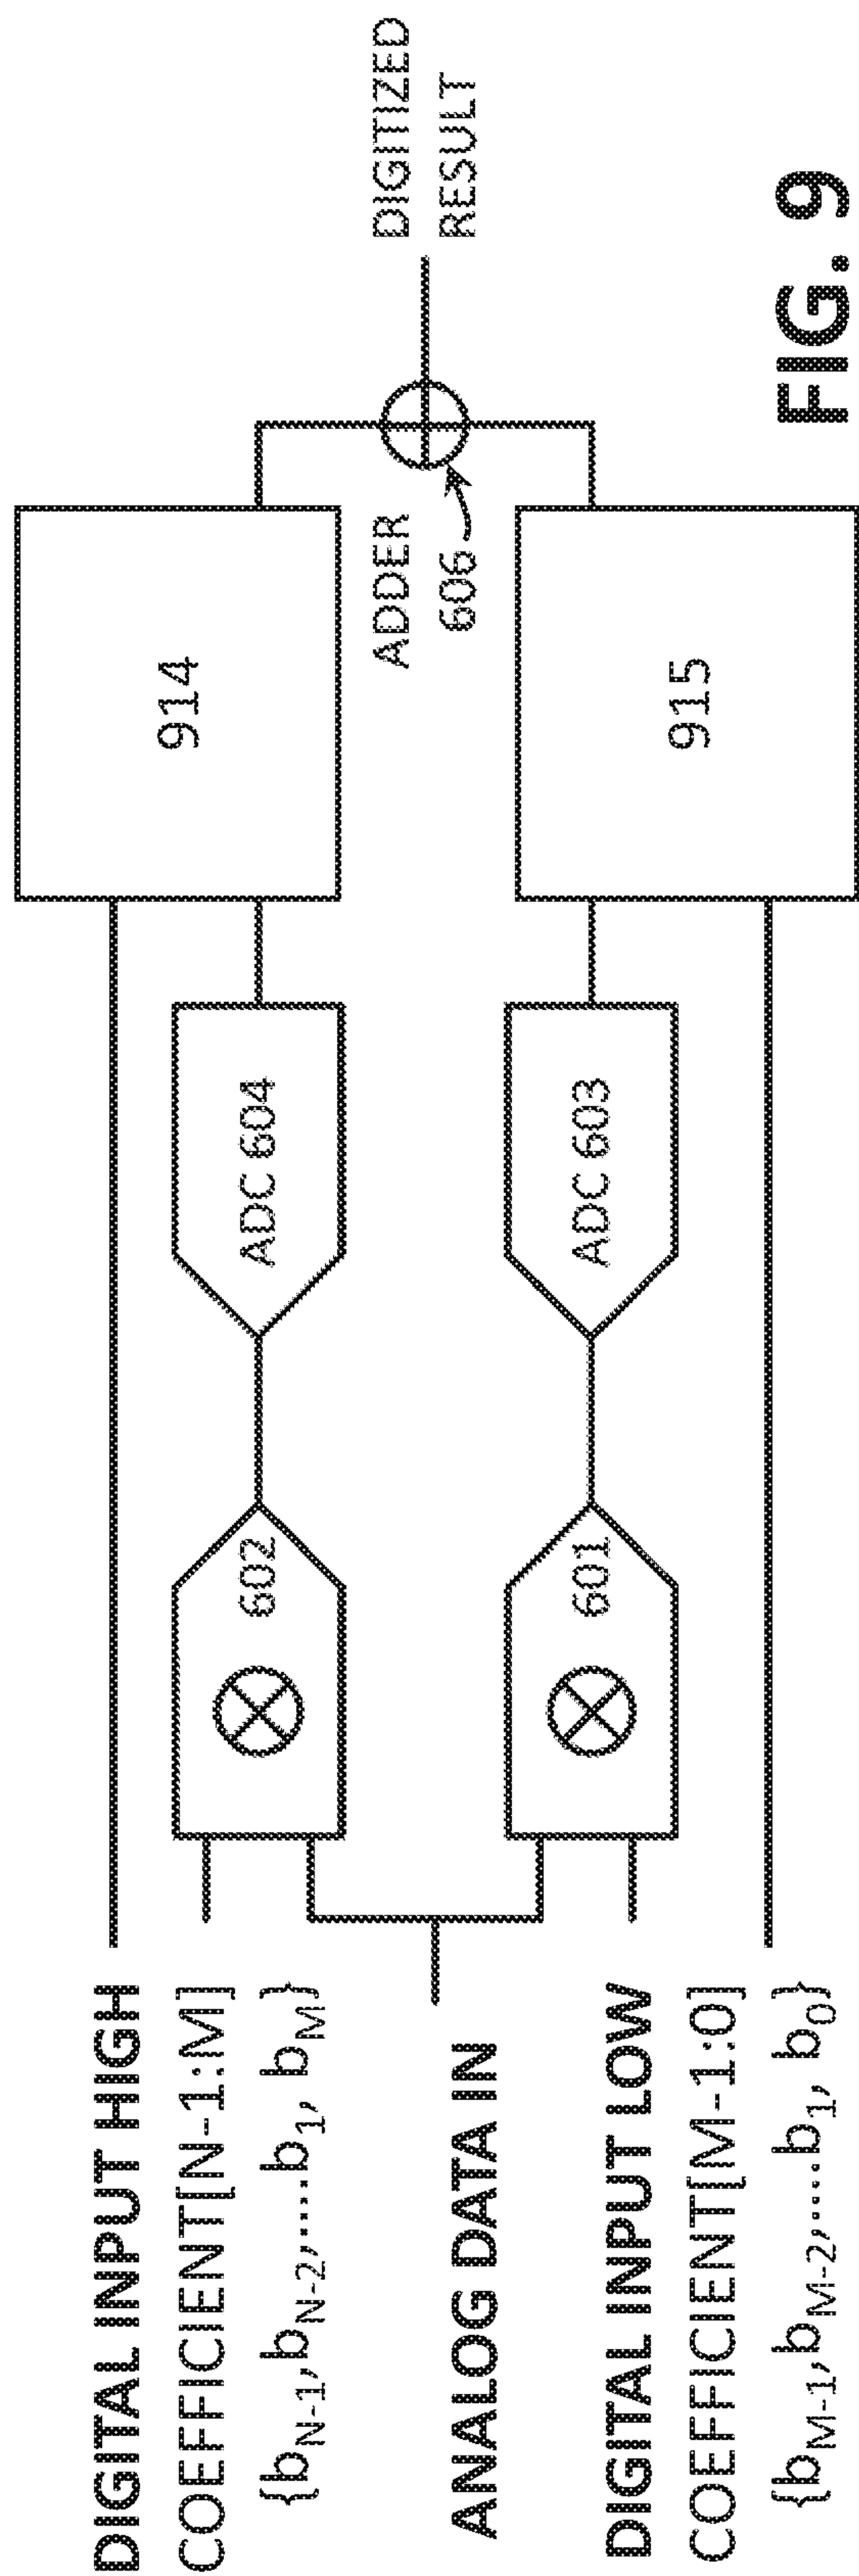 DIGITAL INPUT HIGH
COEFFICIENT[N-1:M]
{bN-1,bN-2,....b1, bM}
ANALOG DATA IN
DIGITAL INPUT LOW
COEFFICIENT[M-1:0]
{bM-1,bM-2,....b1, b0}
602
601
ADC 604
ADC 603
914
915
ADDER
606
DIGITIZED
RESULT
FIG. 9